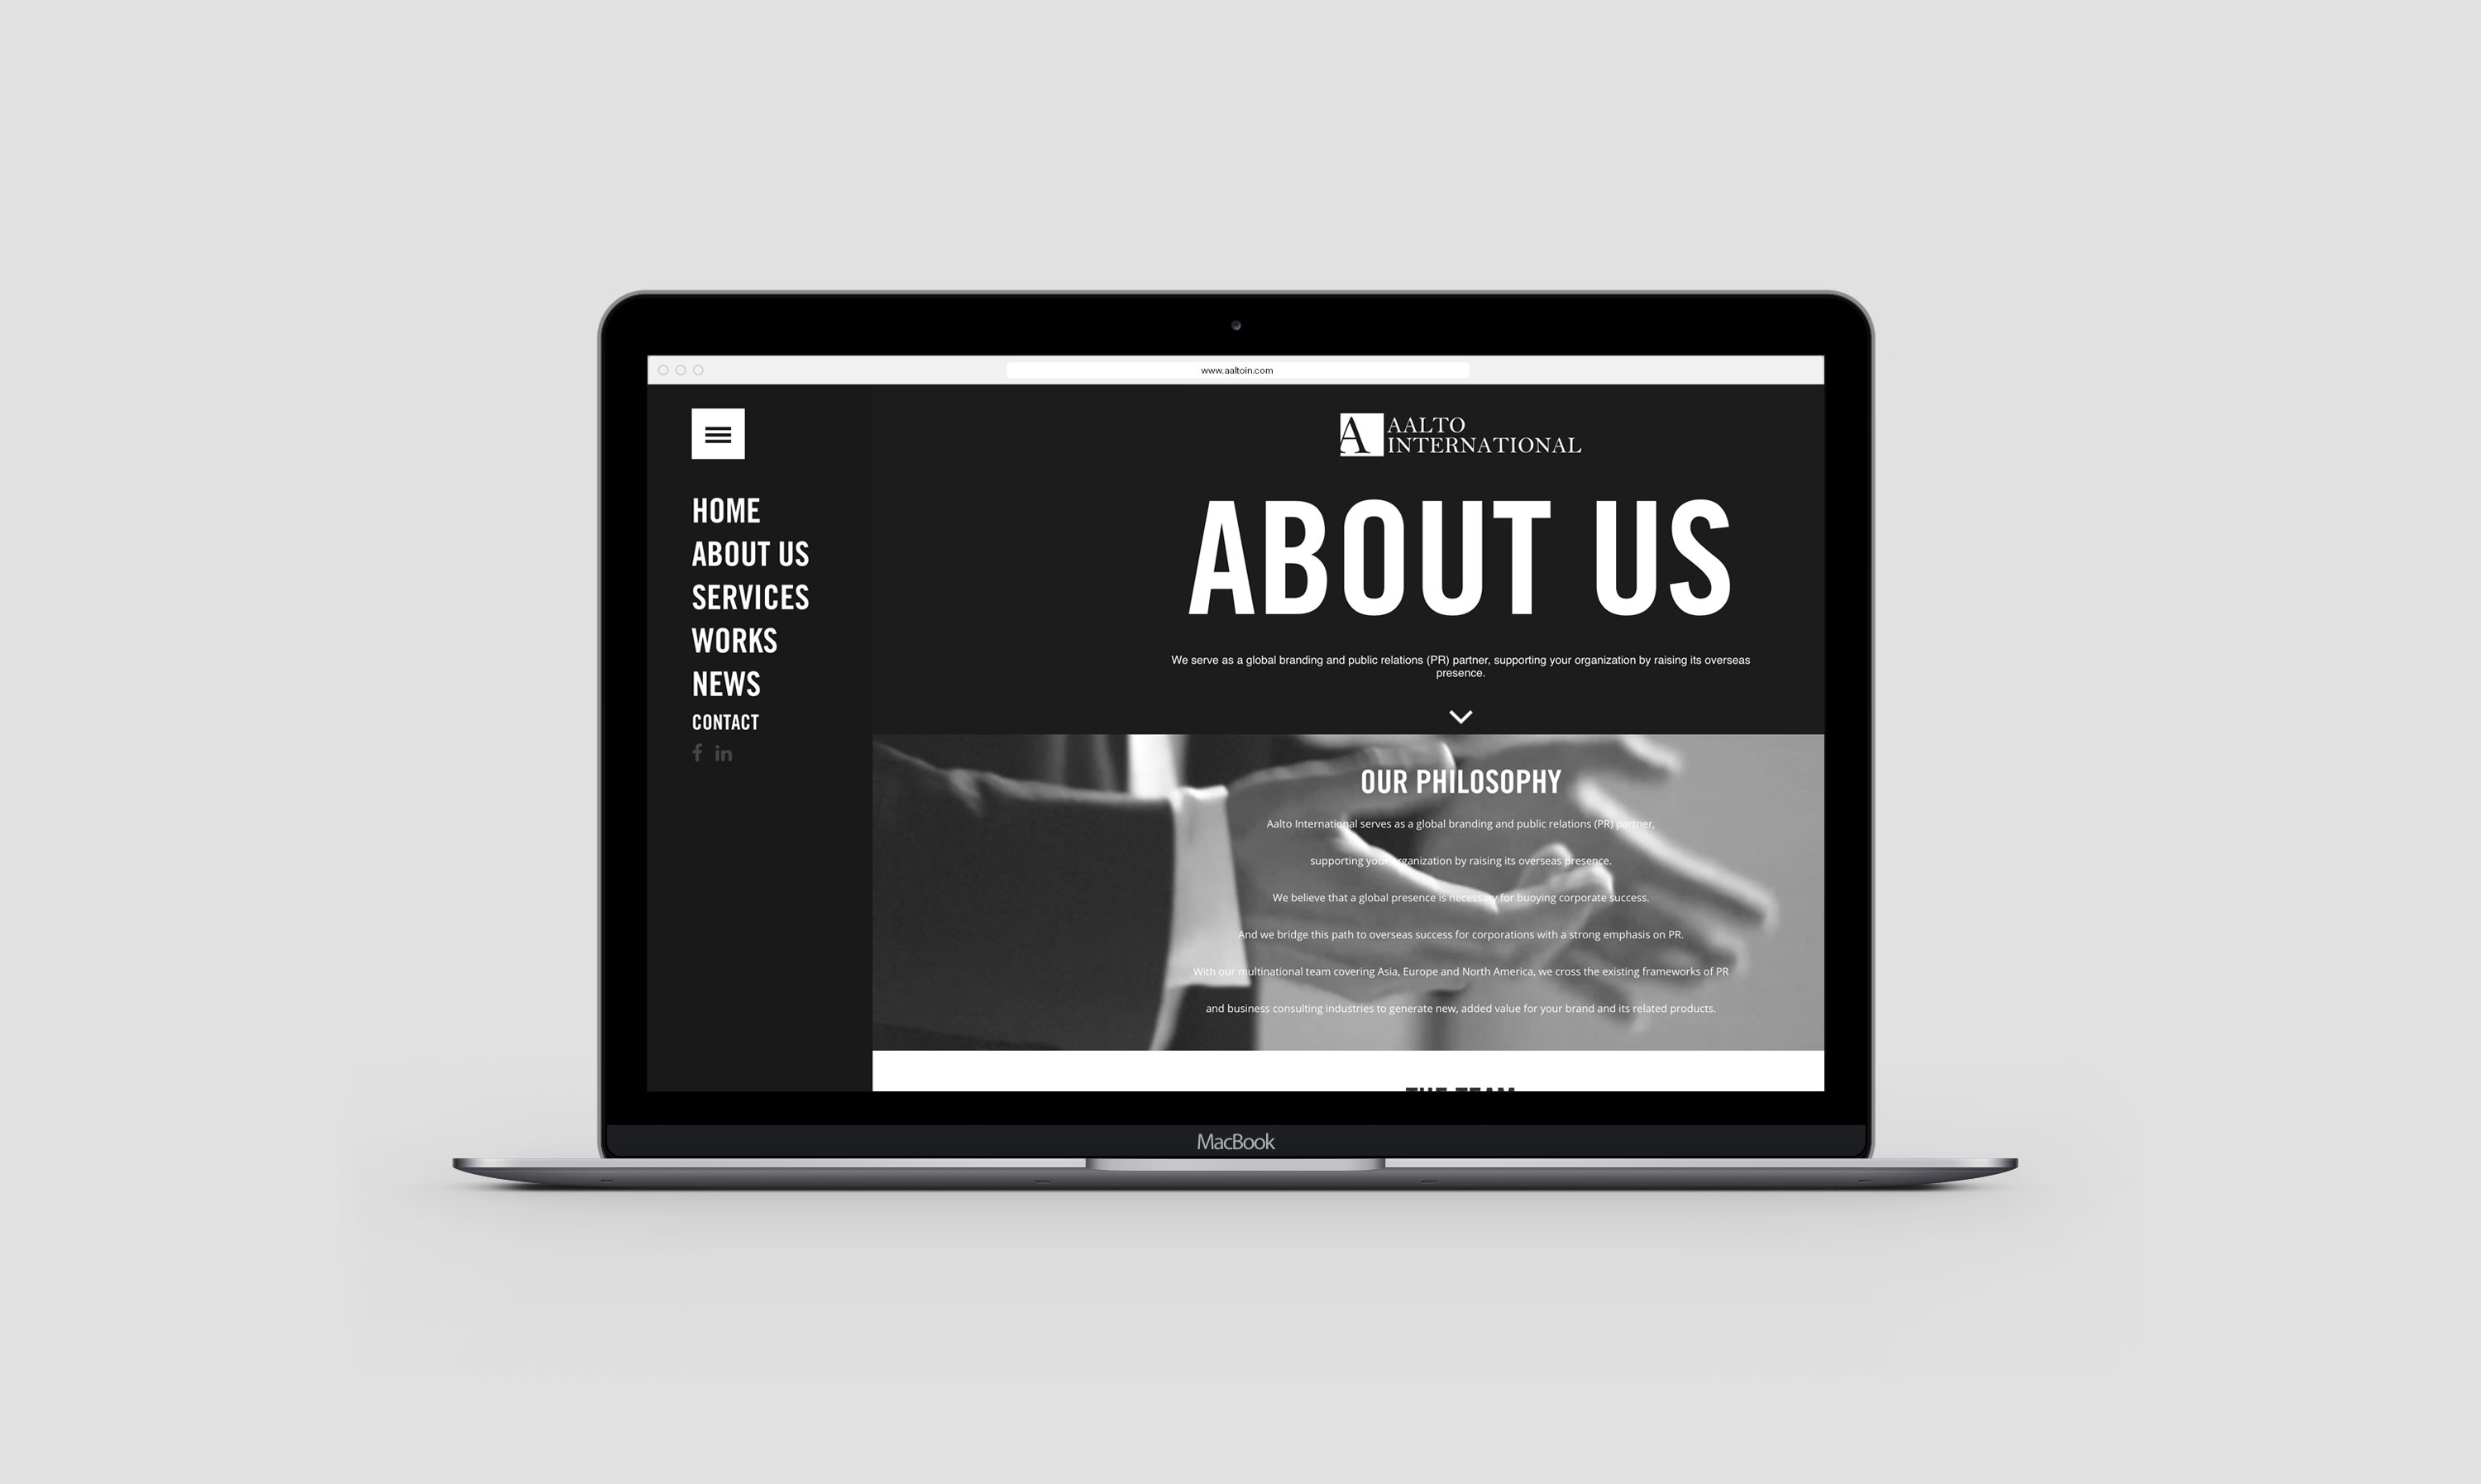 www.aaltoin.com
AALTO
INTERNATIONAL
HOME
ABOUT US
SERVICES
WORKS
NEWS
CONTACT
f in
ABOUT US
We serve as a global branding and public relations (PR) partner, supporting your organization by raising its overseas
presence.
OUR PHILOSOPHY
Aalto International serves as a global branding and public relations (PR) partner,
supporting your organization by raising its overseas presence.
We believe that a global presence is necessary for buoying corporate success.
And we bridge this path to overseas success for corporations with a strong emphasis on PR.
With our multinational team covering Asia, Europe and North America, we cross the existing frameworks of PR
and business consulting industries to generate new, added value for your brand and its related products.
THE TEAM
MacBook